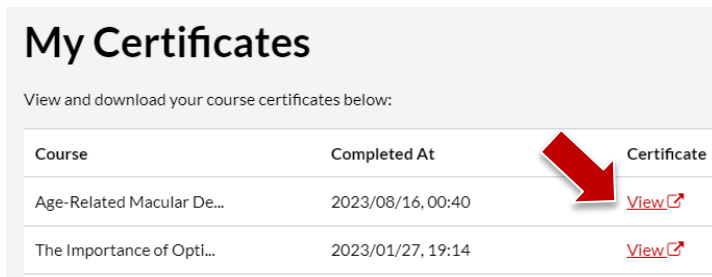 My Certificates
View and download your course certificates below:
Course Completed At Certificate
Age-Related Macular De... 2023/08/16, 00:40 View
The Importance of Opti... 2023/01/27, 19:14 View